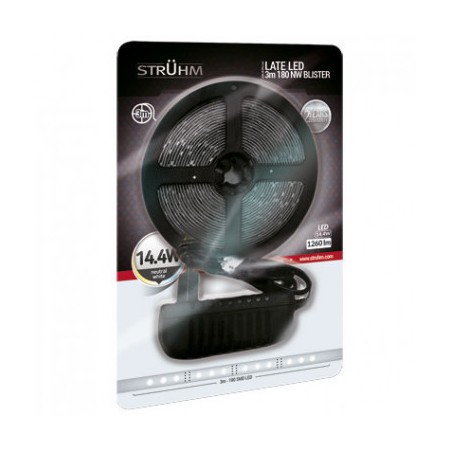 STRÜHM
LATE LED
3m 180 NW BLISTER
3m
LED
14.4W
1260 lm
14.4W
neutral
white
www.struhm.com
3m - 180 SMD LED